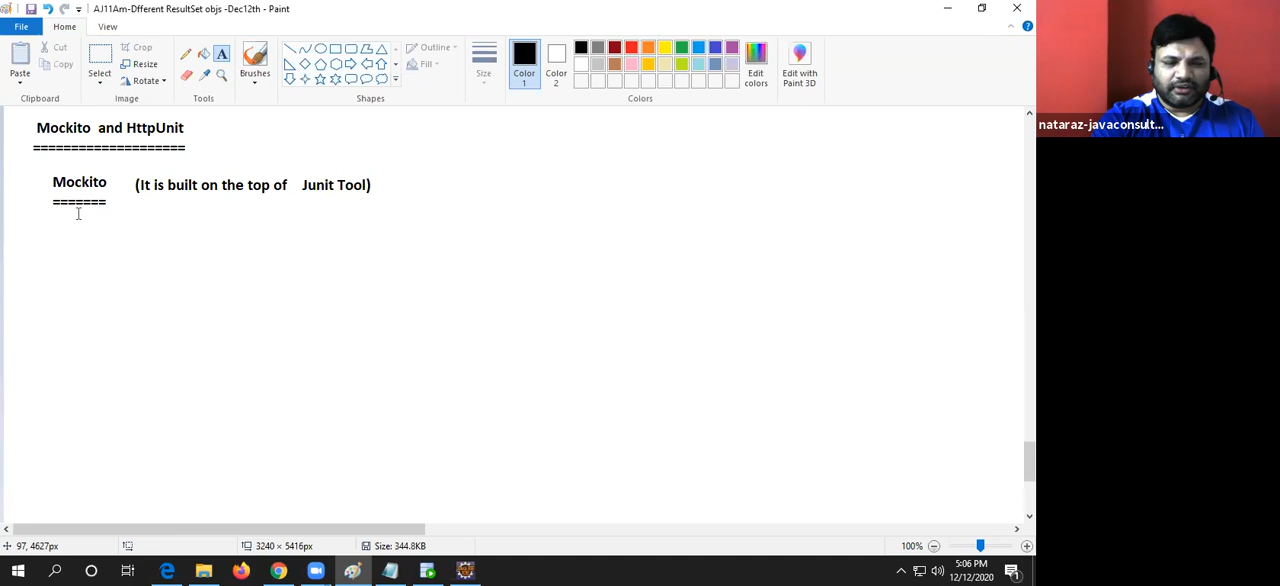 AJ11Am-Dfferent ResultSet objs -Dec12th - Paint
File Home View
Paste
Cut
Copy
Clipboard
Select
Crop
Resize
Rotate
Image
A
Tools
Brushes
Shapes
Outline
Fill
Size
Color 1
Color 2
Edit colors
Edit with Paint 3D
Colors
nataraz-javaconsult...
Mockito and HttpUnit
====================
Mockito (It is built on the top of Junit Tool)
=======
97, 4627px
3240 × 5416px
Size: 344.8KB
100%
5:06 PM
12/12/2020